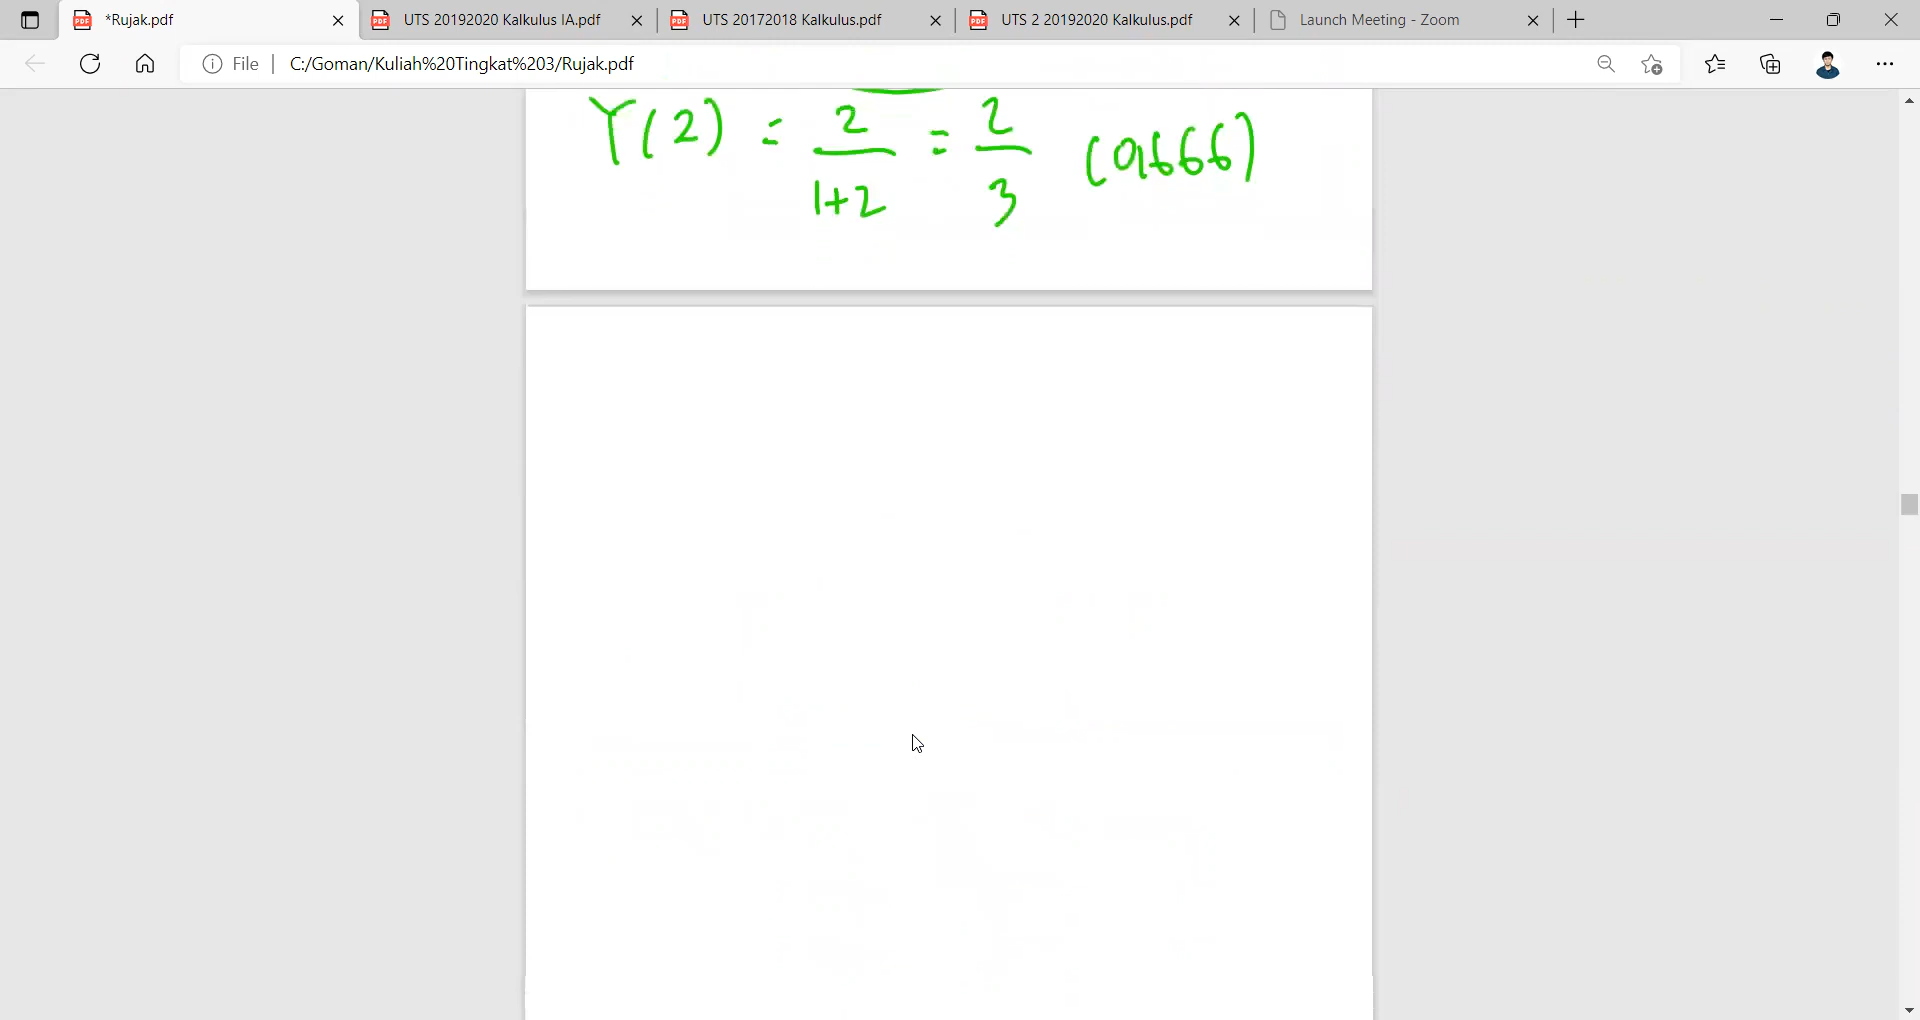 *Rujak.pdf
UTS 20192020 Kalkulus IA.pdf
UTS 20172018 Kalkulus.pdf
UTS 2 20192020 Kalkulus.pdf
Launch Meeting - Zoom
File
C:/Goman/Kuliah%20Tingkat%203/Rujak.pdf
Y(2) = 2/1+2 = 2/3 (0,666)